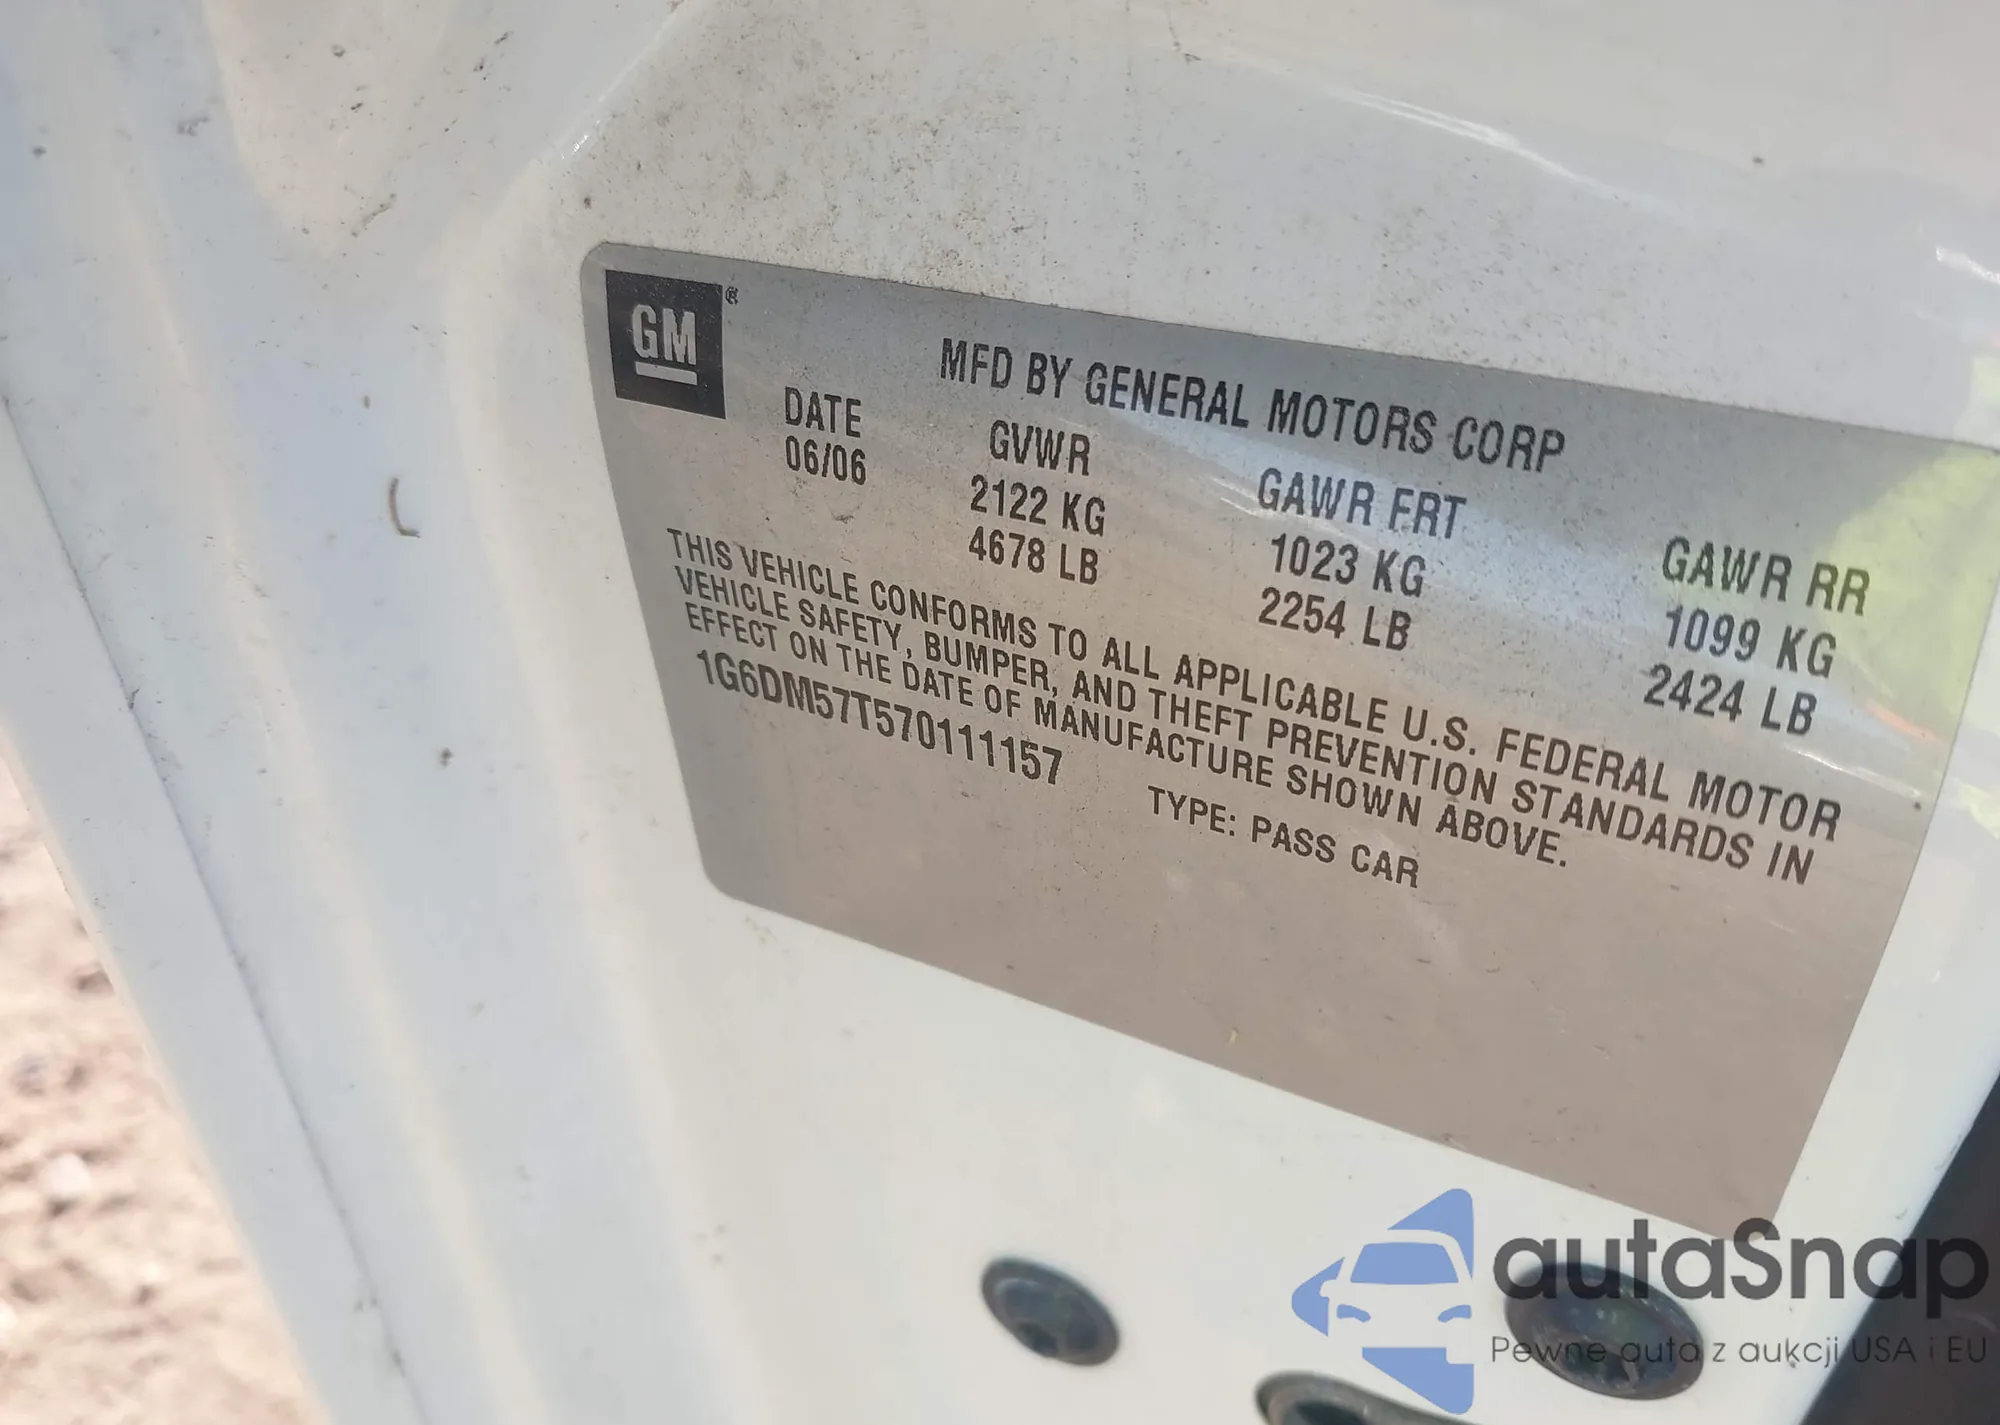 GM ®
MFD BY GENERAL MOTORS CORP
DATE GVWR GAWR FRT GAWR RR
06/06 2122 KG 1023 KG 1099 KG
4678 LB 2254 LB 2424 LB
THIS VEHICLE CONFORMS TO ALL APPLICABLE U.S. FEDERAL MOTOR
VEHICLE SAFETY, BUMPER, AND THEFT PREVENTION STANDARDS IN
EFFECT ON THE DATE OF MANUFACTURE SHOWN ABOVE.
1G6DM57T570111157 TYPE: PASS CAR
autaSnap
Pewne auta z aukcji USA i EU